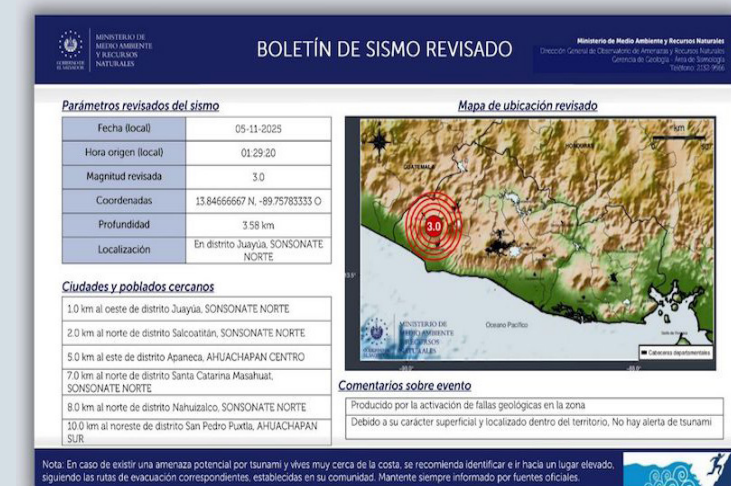 MINISTERIO DE
MEDIO AMBIENTE
Y RECURSOS
NATURALES
GOBIERNO DE
EL SALVADOR
BOLETÍN DE SISMO REVISADO
Ministerio de Medio Ambiente y Recursos Naturales
Dirección General de Observatorio de Amenazas y Recursos Naturales
Gerencia de Geología - Área de Sismología
Teléfono: 2132-9666
Parámetros revisados del sismo
Fecha (local) 05-11-2025
Hora origen (local) 01:29:20
Magnitud revisada 3.0
Coordenadas 13.84666667 N, -89.75783333 O
Profundidad 3.58 km
Localización En distrito Juayúa, SONSONATE
NORTE
Ciudades y poblados cercanos
1.0 km al oeste de distrito Juayúa, SONSONATE NORTE
2.0 km al norte de distrito Salcoatitán, SONSONATE NORTE
5.0 km al este de distrito Apaneca, AHUACHAPAN CENTRO
7.0 km al norte de distrito Santa Catarina Masahuat,
SONSONATE NORTE
8.0 km al norte de distrito Nahuizalco, SONSONATE NORTE
10.0 km al noreste de distrito San Pedro Puxtla, AHUACHAPAN
SUR
Mapa de ubicación revisado
km
HONDURAS
GUATEMALA
3.0
MINISTERIO DE
MEDIO AMBIENTE
Y RECURSOS
NATURALES
Oceano Pacífico
Cabeceras departamentales
Comentarios sobre evento
Producido por la activación de fallas geológicas en la zona
Debido a su carácter superficial y localizado dentro del territorio, No hay alerta de tsunami
Nota: En caso de existir una amenaza potencial por tsunami y vives muy cerca de la costa, se recomienda identificar e ir hacia un lugar elevado,
siguiendo las rutas de evacuación correspondientes, establecidas en su comunidad. Mantente siempre informado por fuentes oficiales.